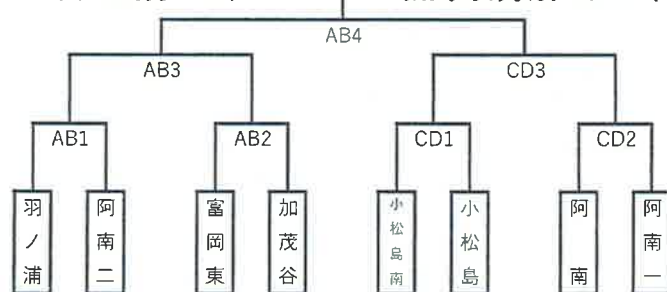 AB4
AB3
CD3
AB1
AB2
CD1
CD2
羽ノ浦
阿南二
富岡東
加茂谷
小松島南
小松島
阿南
阿南一